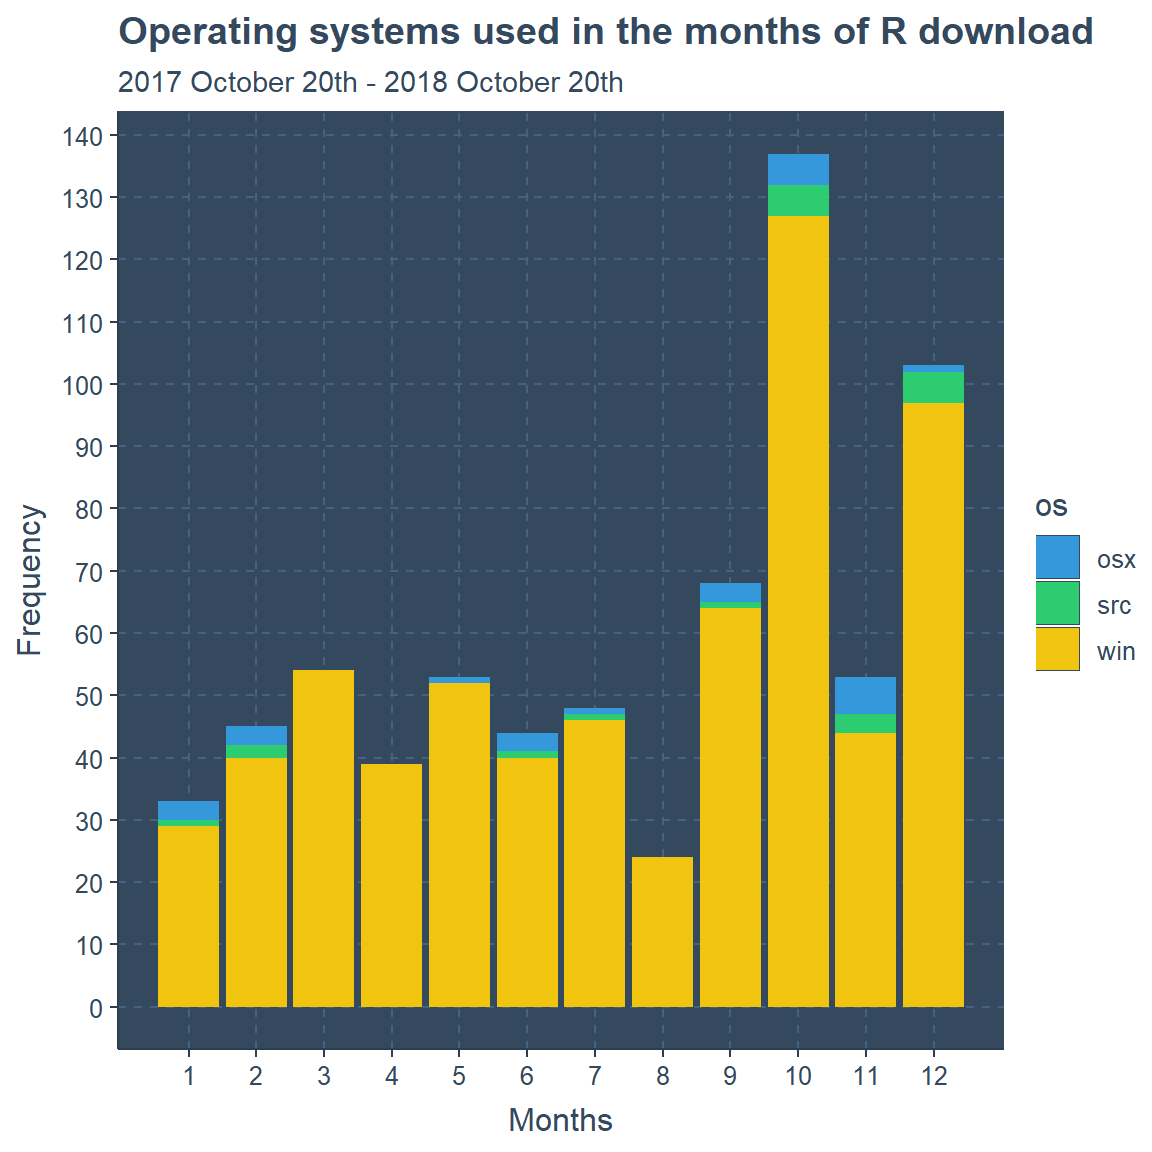 Operating systems used in the months of R download
2017 October 20th - 2018 October 20th
140
130
120
110
100
90
80
70
60
50
40
30
20
10
0
Frequency
1 2 3 4 5 6 7 8 9 10 11 12
Months
os
osx
src
win